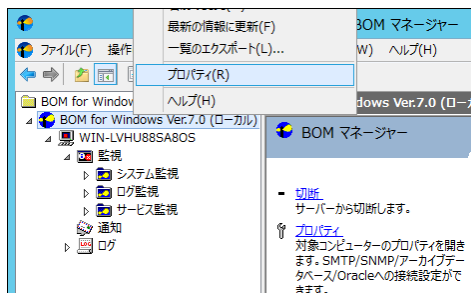 BOM マネージャー
最新の情報に更新(F)
ファイル(F) 操作
一覧のエクスポート(L)...
W) ヘルプ(H)
プロパティ(R)
ヘルプ(H)
BOM for Window
dows Ver.7.0 (ローカ
BOM for Windows Ver.7.0 (ローカル)
BOM マネージャー
WIN-LVHU88SA8OS
監視
システム監視
ログ監視
サービス監視
通知
ログ
切断
サーバーから切断します。
プロパティ
対象コンピューターのプロパティを開き
ます。SMTP/SNMP/アーカイブデー
タベース/Oracleへの接続設定がで
きます。